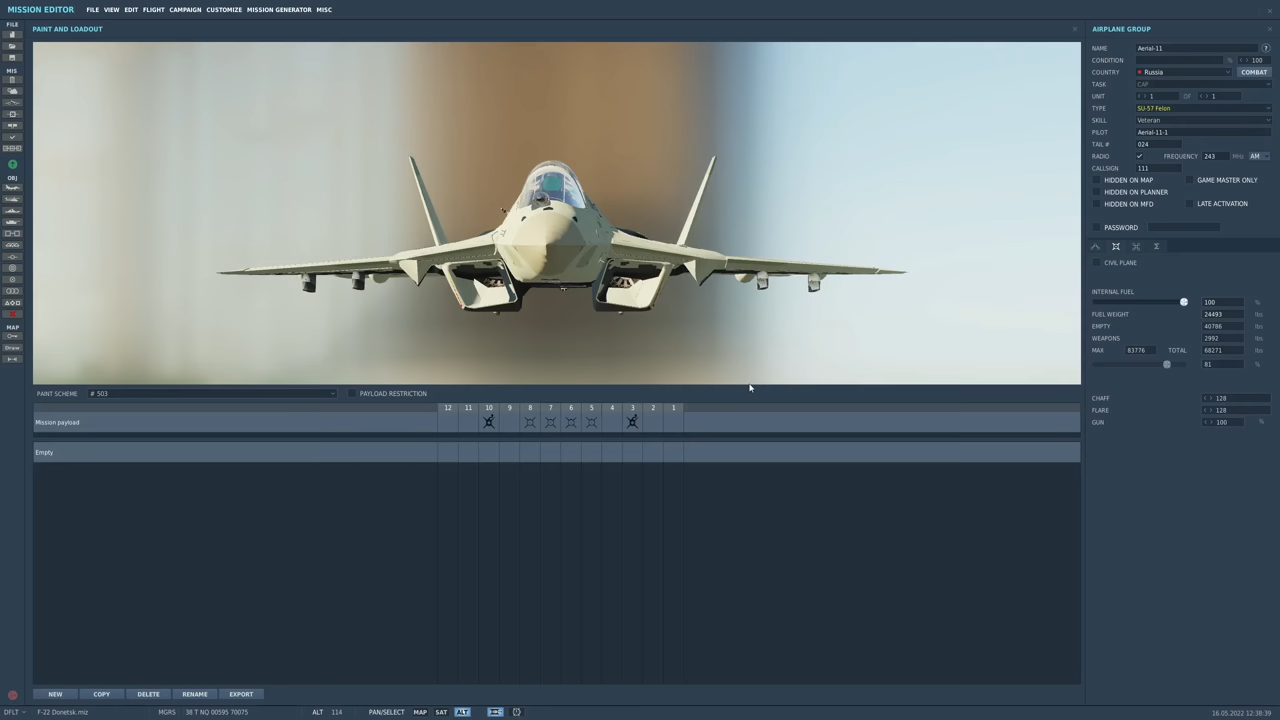 MISSION EDITOR FILE VIEW EDIT FLIGHT CAMPAIGN CUSTOMIZE MISSION GENERATOR MISC
FILE
MIS
OBJ
MAP
Draw
PAINT AND LOADOUT
PAINT SCHEME # 503 PAYLOAD RESTRICTION
12 11 10 9 8 7 6 5 4 3 2 1
Mission payload
Empty
NEW COPY DELETE RENAME EXPORT
AIRPLANE GROUP
NAME Aerial-11 ?
CONDITION % < > 100
COUNTRY Russia COMBAT
TASK CAP
UNIT < > 1 OF < > 1
TYPE SU-57 Felon
SKILL Veteran
PILOT Aerial-11-1
TAIL # 024
RADIO FREQUENCY 243 MHz AM
CALLSIGN 111
HIDDEN ON MAP GAME MASTER ONLY
HIDDEN ON PLANNER
HIDDEN ON MFD LATE ACTIVATION
PASSWORD
CIVIL PLANE
INTERNAL FUEL
100 %
FUEL WEIGHT 24493 lbs
EMPTY 40786 lbs
WEAPONS 2992 lbs
MAX 83776 TOTAL 68271 lbs
81 %
CHAFF < > 128
FLARE < > 128
GUN < > 100 %
DFLT F-22 Donetsk.miz MGRS 38 T NQ 00595 70075 ALT 114 PAN/SELECT MAP SAT ALT 16.05.2022 12:38:39